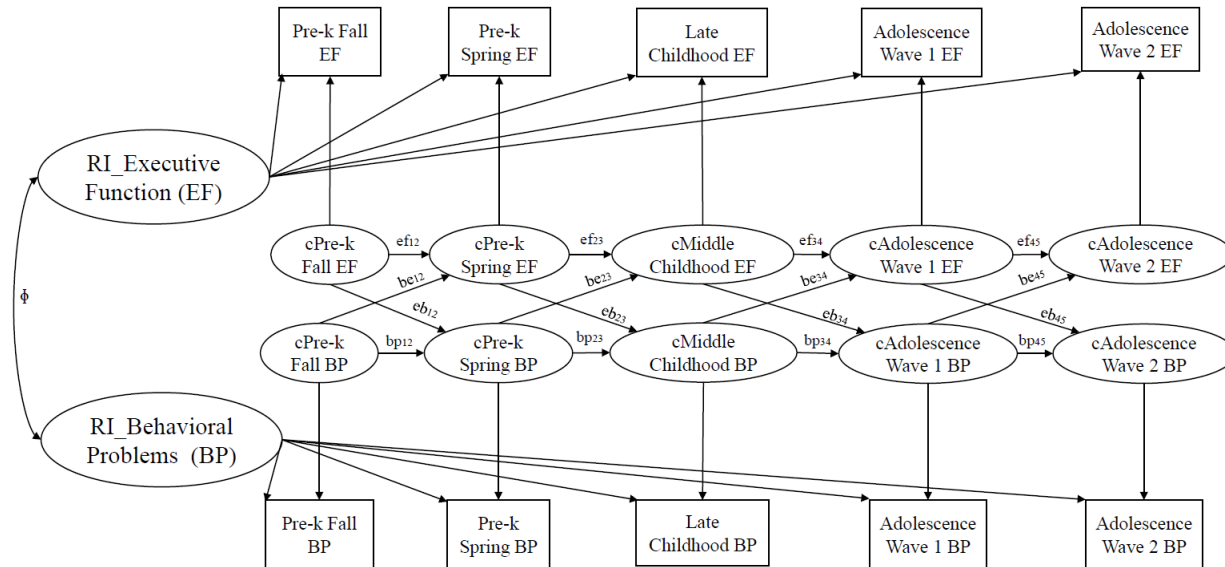 Pre-k Fall
EF
Pre-k
Spring EF
Late
Childhood EF
Adolescence
Wave 1 EF
Adolescence
Wave 2 EF
RI_Executive
Function (EF)
cPre-k
Fall EF
ef12
cPre-k
Spring EF
ef23
cMiddle
Childhood EF
ef34
cAdolescence
Wave 1 EF
ef45
cAdolescence
Wave 2 EF
ϕ
be12
eb12
be23
eb23
be34
eb34
be45
eb45
cPre-k
Fall BP
bp12
cPre-k
Spring BP
bp23
cMiddle
Childhood BP
bp34
cAdolescence
Wave 1 BP
bp45
cAdolescence
Wave 2 BP
RI_Behavioral
Problems (BP)
Pre-k Fall
BP
Pre-k
Spring BP
Late
Childhood BP
Adolescence
Wave 1 BP
Adolescence
Wave 2 BP